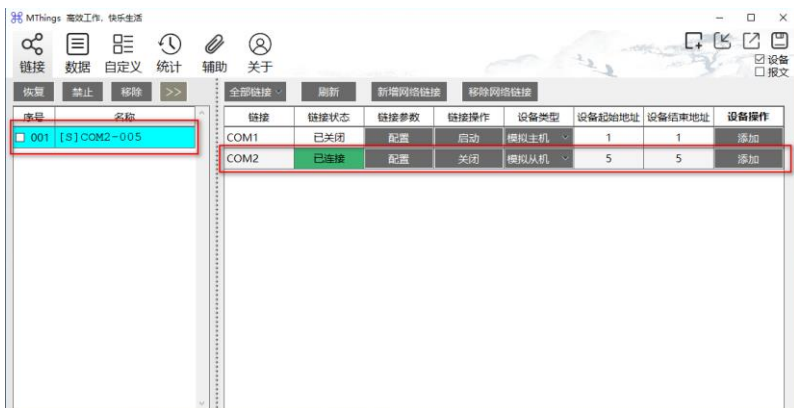 MThings 高效工作，快乐生活
链接 数据 自定义 统计 辅助 关于
设备
报文
恢复 禁止 移除 >> 全部链接 刷新 新增网络链接 移除网络链接
序号 名称 链接 链接状态 链接参数 链接操作 设备类型 设备起始地址 设备结束地址 设备操作
001 [S]COM2-005 COM1 已关闭 配置 启动 模拟主机 1 1 添加
COM2 已连接 配置 关闭 模拟从机 5 5 添加